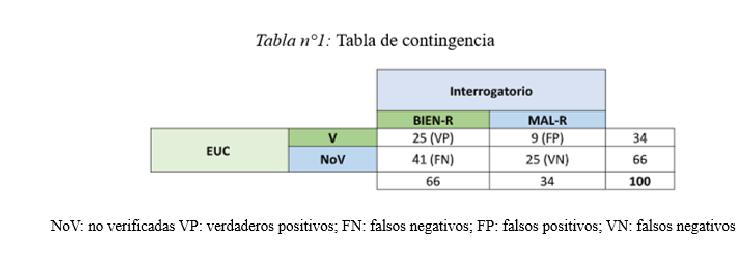 Tabla n°1: Tabla de contingencia
Interrogatorio
BIEN-R MAL-R
EUC V 25 (VP) 9 (FP) 34
NoV 41 (FN) 25 (VN) 66
66 34 100
NoV: no verificadas VP: verdaderos positivos; FN: falsos negativos; FP: falsos positivos; VN: falsos negativos